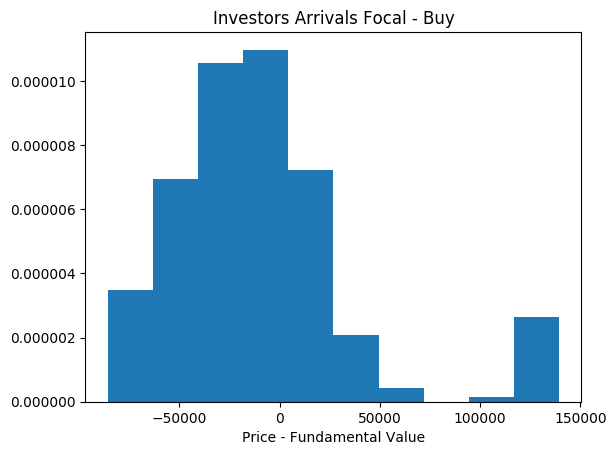 Investors Arrivals Focal - Buy
0.000010
0.000008
0.000006
0.000004
0.000002
0.000000
−50000 0 50000 100000 150000
Price - Fundamental Value